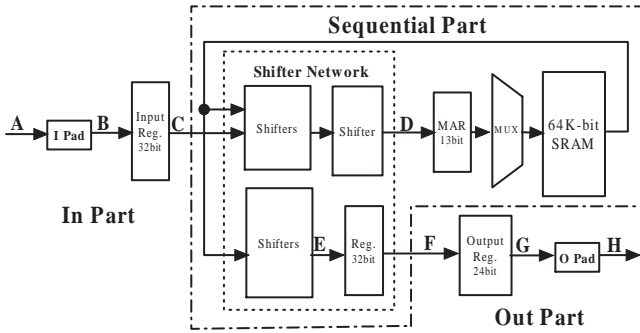 Sequential Part
Shifter Network
A
I Pad
B
Input
Reg.
32bit
C
Shifters
Shifter
D
MAR
13bit
MUX
64K-bit
SRAM
In Part
Shifters
E
Reg.
32bit
F
Output
Reg.
24bit
G
O Pad
H
Out Part